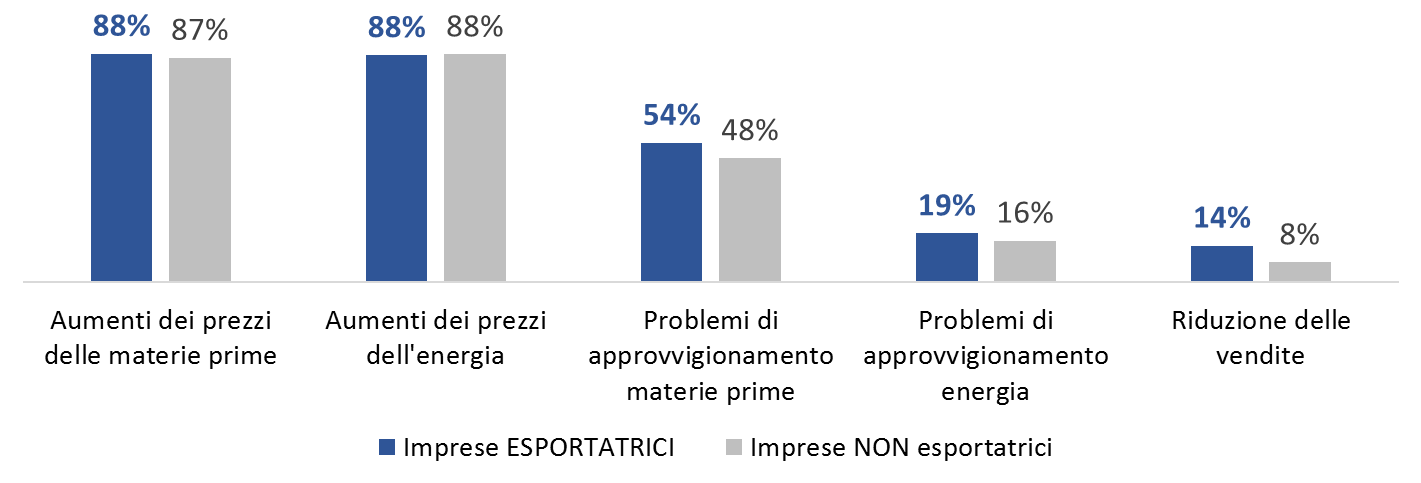 88% 87% 88% 88%
54% 48%
19% 16% 14% 8%
Aumenti dei prezzi
delle materie prime
Aumenti dei prezzi
dell'energia
Problemi di
approvvigionamento
materie prime
Problemi di
approvvigionamento
energia
Riduzione delle
vendite
Imprese ESPORTATRICI
Imprese NON esportatrici